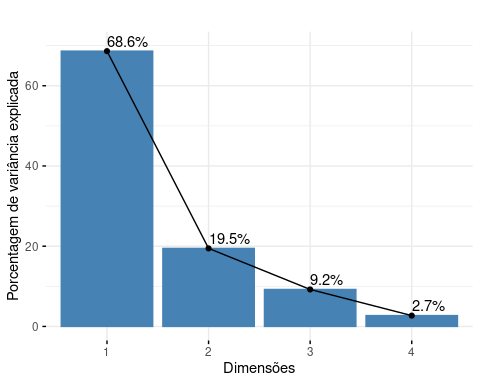 68.6%
19.5%
9.2%
2.7%
60
40
20
0
Porcentagem de variância explicada
1 2 3 4
Dimensões